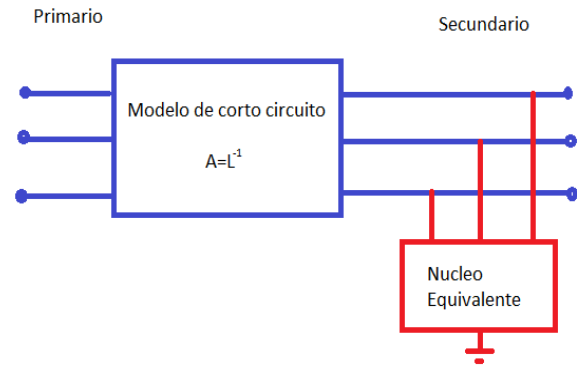 Primario
Secundario
Modelo de corto circuito
A=L⁻¹
Nucleo
Equivalente